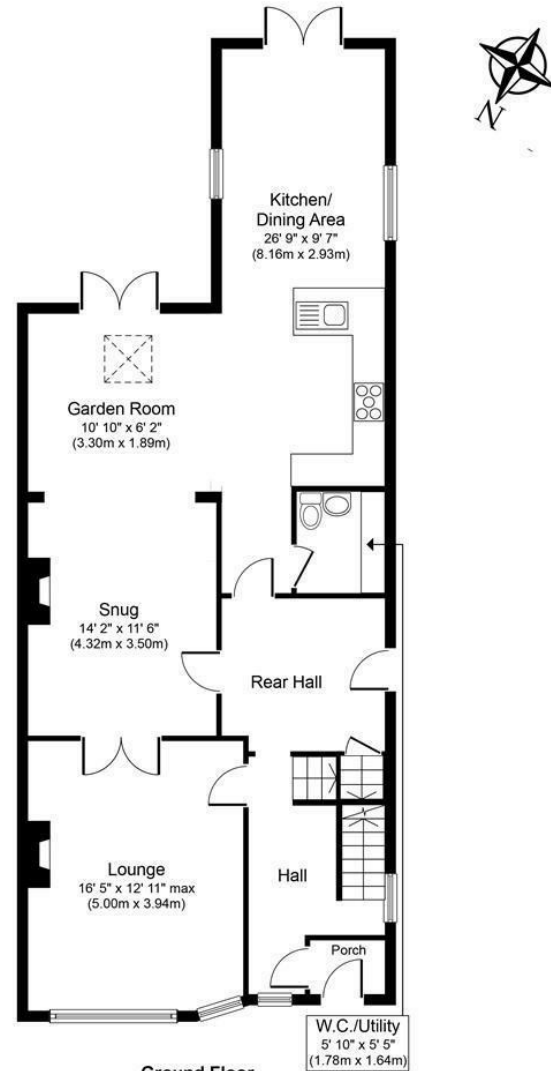 N
Kitchen/
Dining Area
26' 9" x 9' 7"
(8.16m x 2.93m)
Garden Room
10' 10" x 6' 2"
(3.30m x 1.89m)
Snug
14' 2" x 11' 6"
(4.32m x 3.50m)
Rear Hall
Lounge
16' 5" x 12' 11" max
(5.00m x 3.94m)
Hall
Porch
W.C./Utility
5' 10" x 5' 5"
(1.78m x 1.64m)
Ground Floor